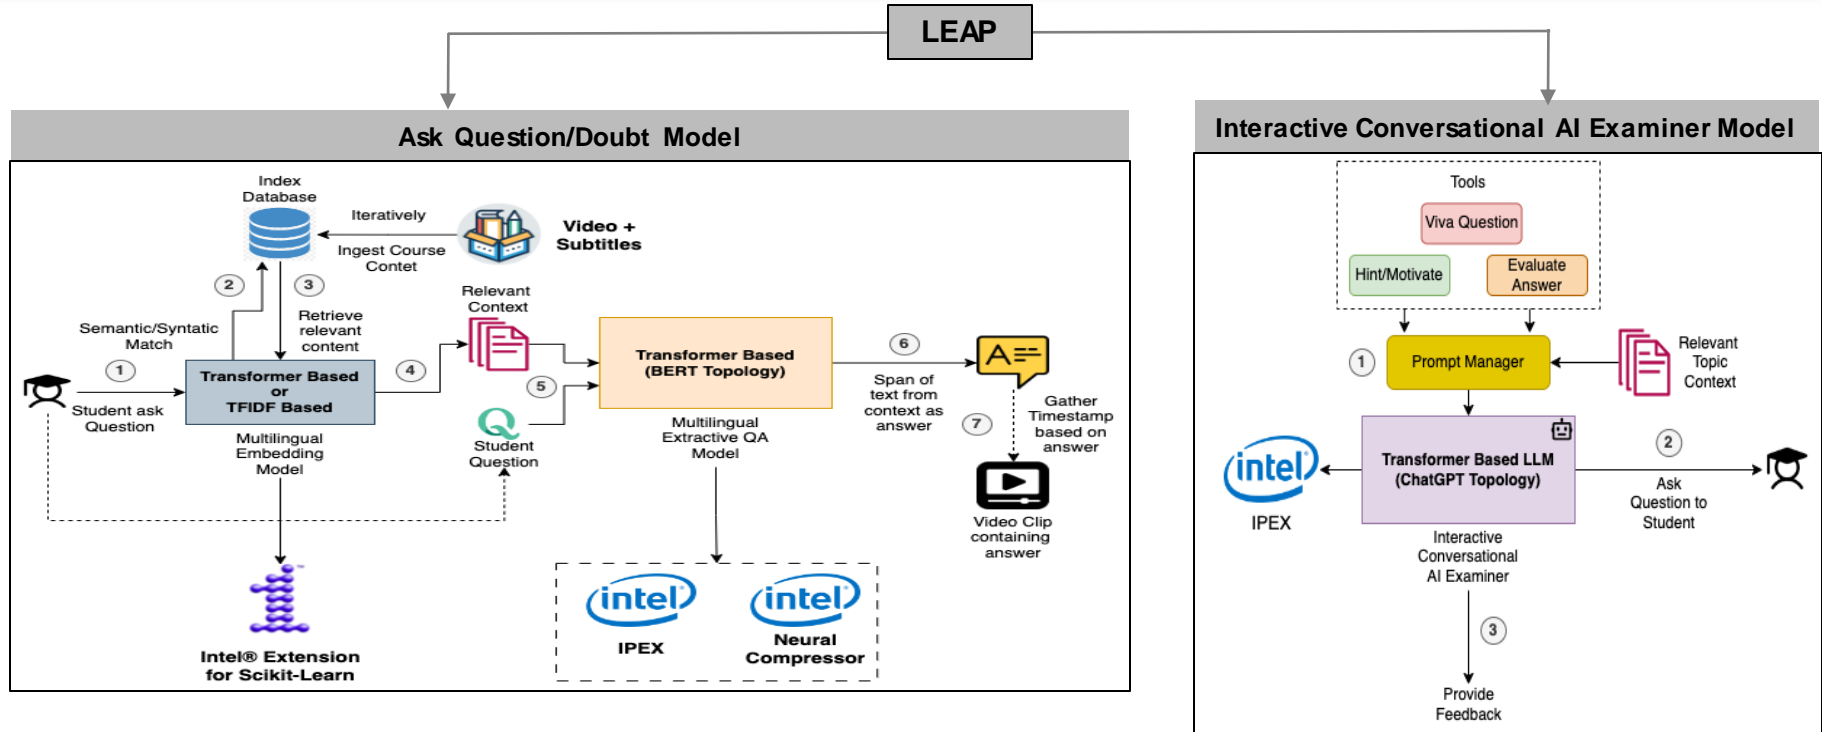 LEAP
Ask Question/Doubt Model
Index
Database
Iteratively
Ingest Course
Contet
Video +
Subtitles
2
3
Semantic/Syntatic
Match
Retrieve
relevant
content
Relevant
Context
1
Student ask
Question
Transformer Based
or
TFIDF Based
Multilingual
Embedding
Model
4
5
Q
Student
Question
Transformer Based
(BERT Topology)
Multilingual
Extractive QA
Model
6
Span of
text from
context as
answer
A
7
Gather
Timestamp
based on
answer
Video Clip
containing
answer
Intel® Extension
for Scikit-Learn
intel
IPEX
intel
Neural
Compressor
Interactive Conversational AI Examiner Model
Tools
Viva Question
Hint/Motivate
Evaluate
Answer
1
Prompt Manager
Relevant
Topic
Context
intel
IPEX
Transformer Based LLM
(ChatGPT Topology)
2
Ask
Question to
Student
Interactive
Conversational
AI Examiner
3
Provide
Feedback